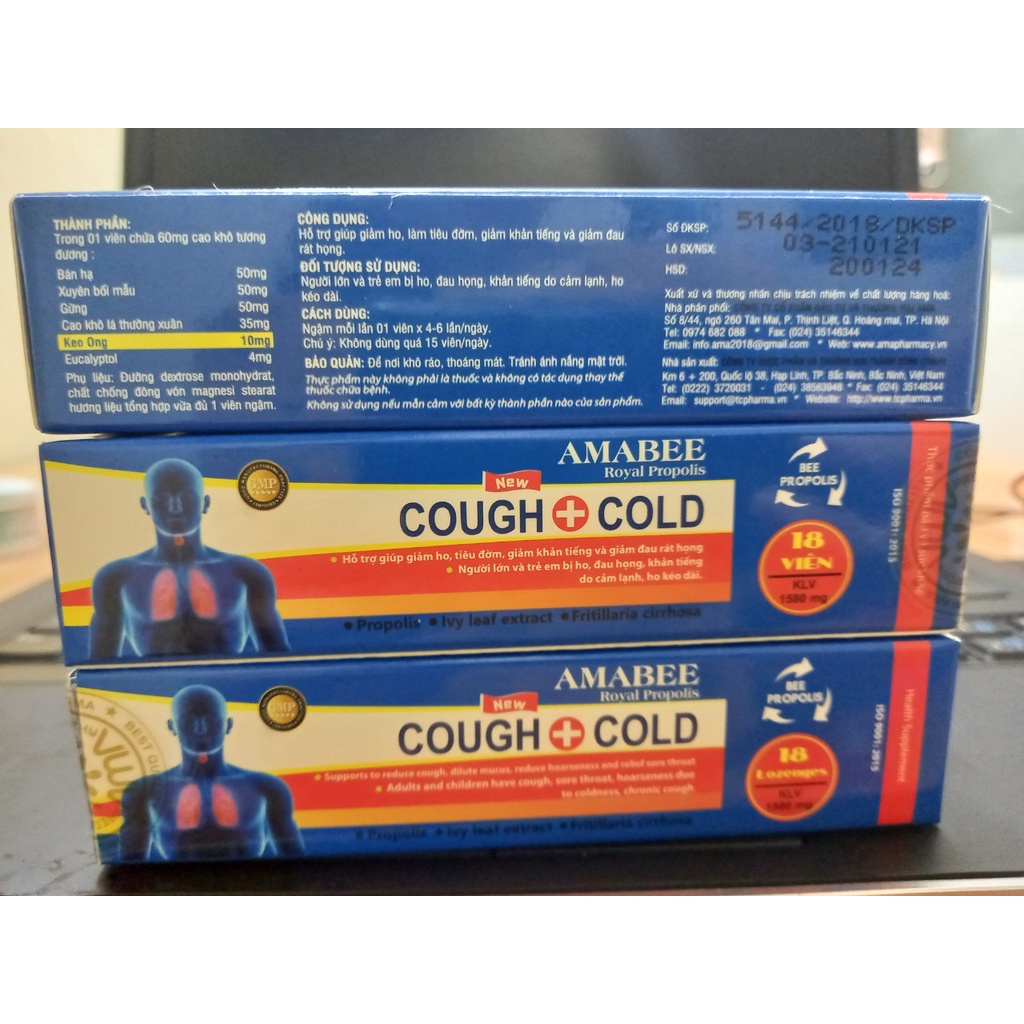 THÀNH PHẦN:
Trong 01 viên chứa 60mg cao khô tương
đương :
Bán hạ 50mg
Xuyên bối mẫu 50mg
Gừng 50mg
Cao khô lá thường xuân 35mg
Keo Ong 10mg
Eucalyptol 4mg
Phụ liệu: Đường dextrose monohydrat,
chất chống đông vón magnesi stearat
hương liệu tổng hợp vừa đủ 1 viên ngậm.
CÔNG DỤNG:
Hỗ trợ giúp giảm ho, làm tiêu đờm, giảm khản tiếng và giảm đau
rát họng.
ĐỐI TƯỢNG SỬ DỤNG:
Người lớn và trẻ em bị ho, đau họng, khản tiếng do cảm lạnh, ho
kéo dài.
CÁCH DÙNG:
Ngậm mỗi lần 01 viên x 4-6 lần/ngày.
Chú ý: Không dùng quá 15 viên/ngày.
BẢO QUẢN: Để nơi khô ráo, thoáng mát. Tránh ánh nắng mặt trời.
Thực phẩm này không phải là thuốc và không có tác dụng thay thế
thuốc chữa bệnh.
Không sử dụng nếu mẫn cảm với bất kỳ thành phần nào của sản phẩm.
Số ĐKSP: 5144/2018/DKSP
Lô SX/NSX: 03-210121
HSD: 200124
Xuất xứ và thương nhân chịu trách nhiệm về chất lượng hàng hoá:
Nhà phân phối:
Số 8/44, ngõ 260 Tân Mai, P. Thịnh Liệt, Q. Hoàng mai, TP. Hà Nội
Tel: 0974 682 088 * Fax: (024) 35146344
Email: info.ama2018@gmail.com * Web: www.amapharmacy.vn
Nhà sản xuất:
Km 6 + 200, Quốc lộ 38, Hạp Lĩnh, TP. Bắc Ninh, Bắc Ninh, Việt Nam
Tel: (0222) 3720031 - (024) 38563948 * Fax: (024) 35146344
Email: support@tcpharma.vn * Website: http://www.tcpharma.vn
AMABEE
Royal Propolis
New
COUGH + COLD
GMP
• Hỗ trợ giúp giảm ho, tiêu đờm, giảm khản tiếng và giảm đau rát họng
• Người lớn và trẻ em bị ho, đau họng, khản tiếng
do cảm lạnh, ho kéo dài.
• Propolis • Ivy leaf extract • Fritillaria cirrhosa
BEE
PROPOLIS
18
VIÊN
KLV
1580 mg
ISO 9001:2015
AMABEE
Royal Propolis
New
COUGH + COLD
GMP
• Supports to reduce cough, dilute mucus, reduce hoarseness and relief sore throat
• Adults and children have cough, sore throat, hoarseness due
to coldness, chronic cough
• Propolis • Ivy leaf extract • Fritillaria cirrhosa
BEE
PROPOLIS
18
Lozenges
KLV
1580 mg
ISO 9001:2015
Health Supplement